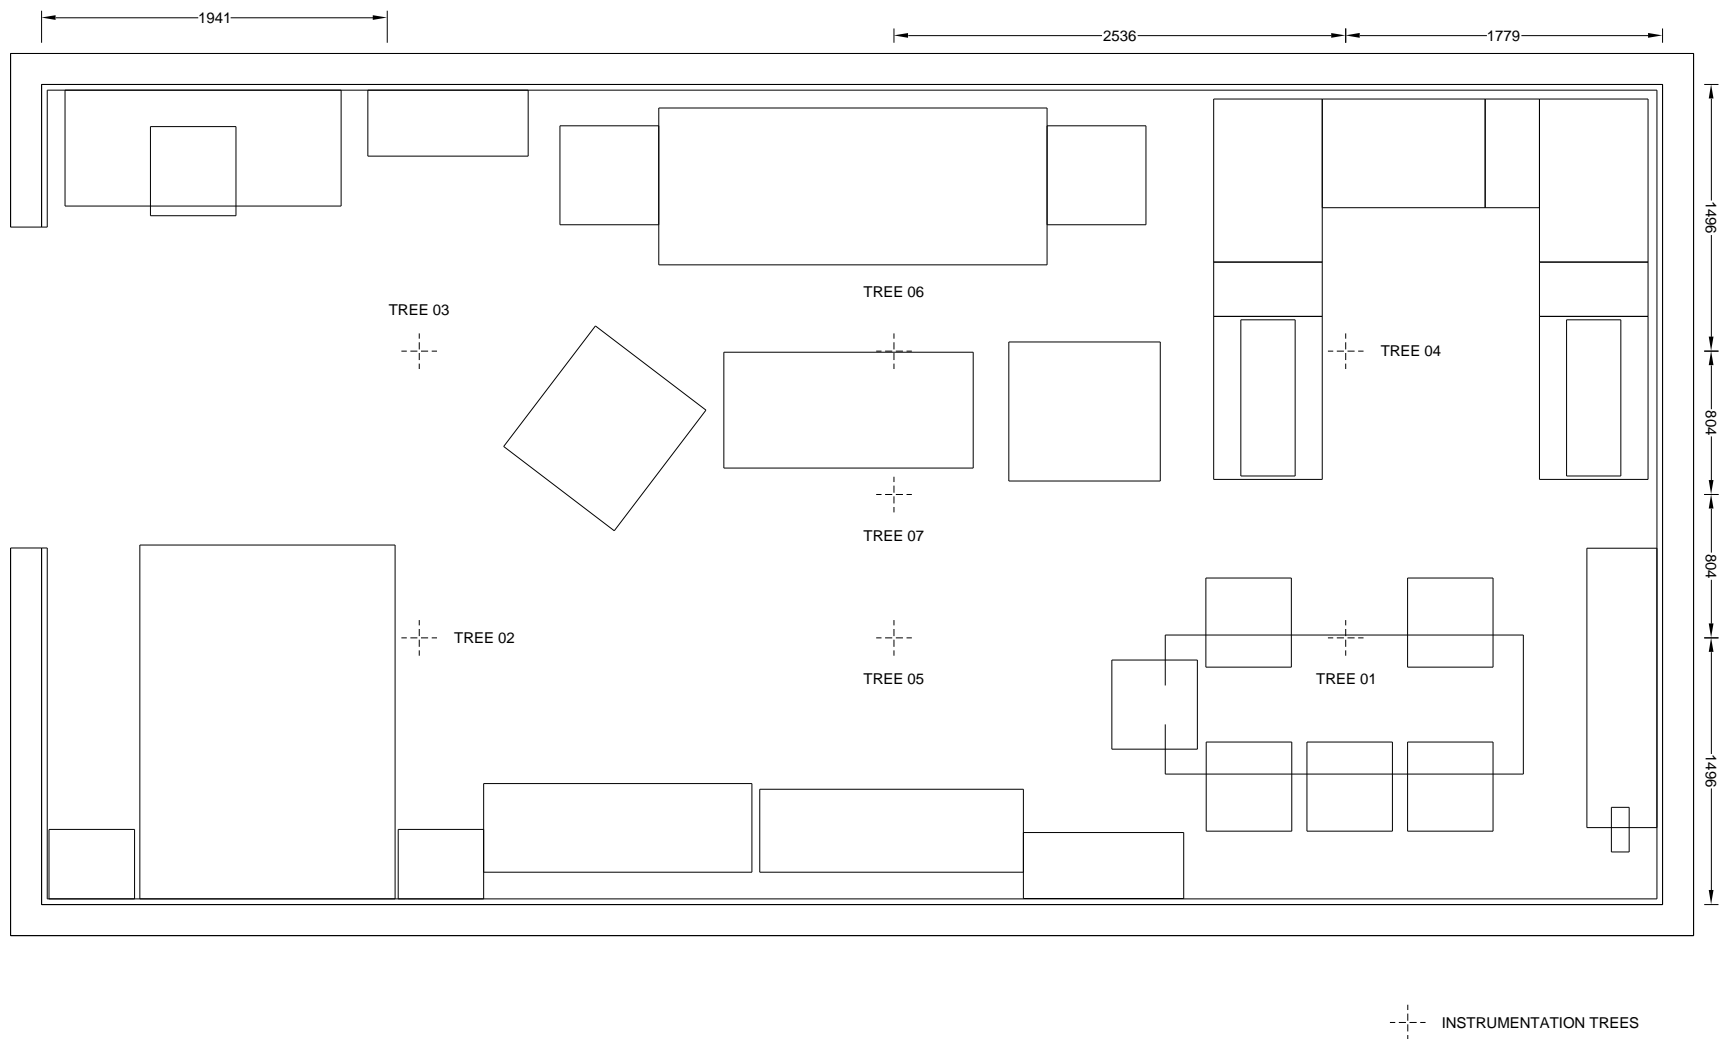 1941
2536
1779
1496
TREE 06
TREE 03
TREE 04
804
TREE 07
804
TREE 02
TREE 05
TREE 01
1496
INSTRUMENTATION TREES